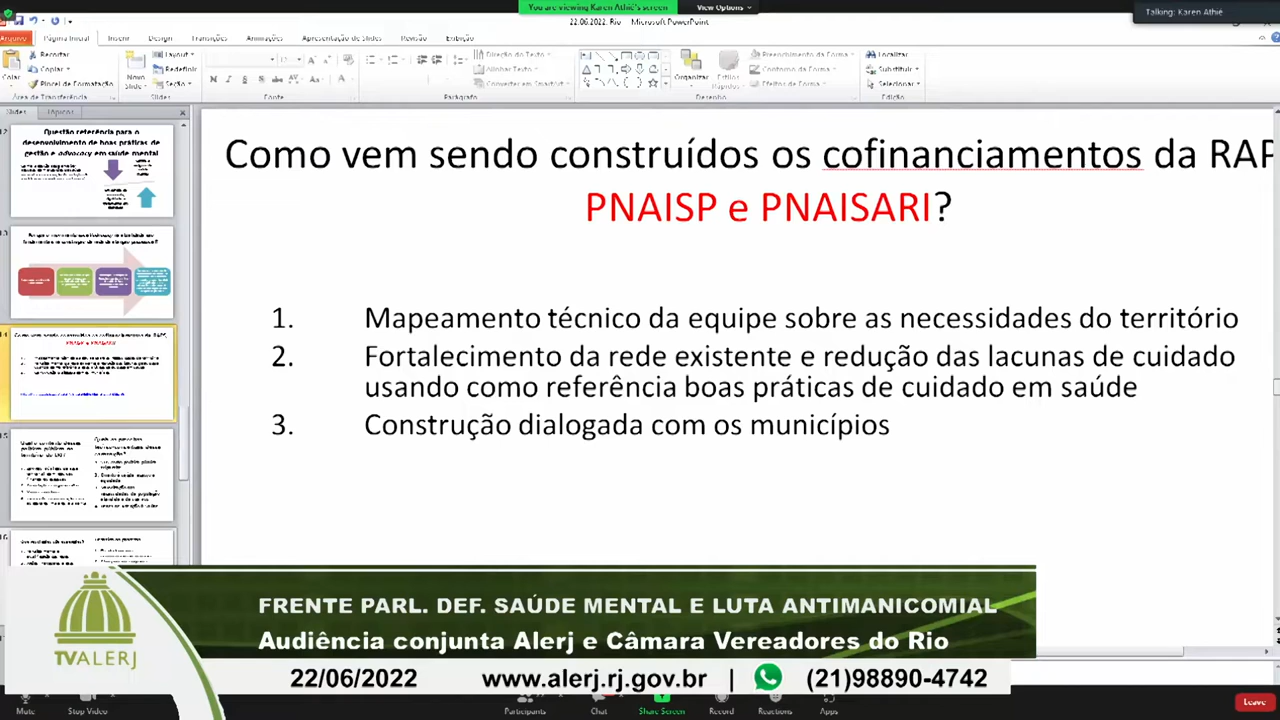 You are viewing Karen Athié's screen
View Options
Talking: Karen Athié
22.06.2022. Rio - Microsoft PowerPoint
Arquivo
Página Inicial
Inserir
Design
Transições
Animações
Apresentação de Slides
Revisão
Exibição
Recortar
Copiar
Pincel de Formatação
Colar
Área de Transferência
Novo Slide
Layout
Redefinir
Seção
Slides
Fonte
Direção do Texto
Alinhar Texto
Converter em SmartArt
Parágrafo
Organizar
Estilos Rápidos
Preenchimento da Forma
Contorno da Forma
Efeitos de Forma
Desenho
Localizar
Substituir
Selecionar
Edição
Slides
Tópicos
Questão referência para o
desenvolvimento de boas práticas de
gestão e advocacy em saúde mental
Como vem sendo construídos os cofinanciamentos da RAP
PNAISP e PNAISARI?
1. Mapeamento técnico da equipe sobre as necessidades do território
2. Fortalecimento da rede existente e redução das lacunas de cuidado
usando como referência boas práticas de cuidado em saúde
3. Construção dialogada com os municípios
TVALERJ
FRENTE PARL. DEF. SAÚDE MENTAL E LUTA ANTIMANICOMIAL
Audiência conjunta Alerj e Câmara Vereadores do Rio
22/06/2022 www.alerj.rj.gov.br | (21)98890-4742
Mute
Stop Video
Participants
Chat
Share Screen
Record
Reactions
Apps
Leave